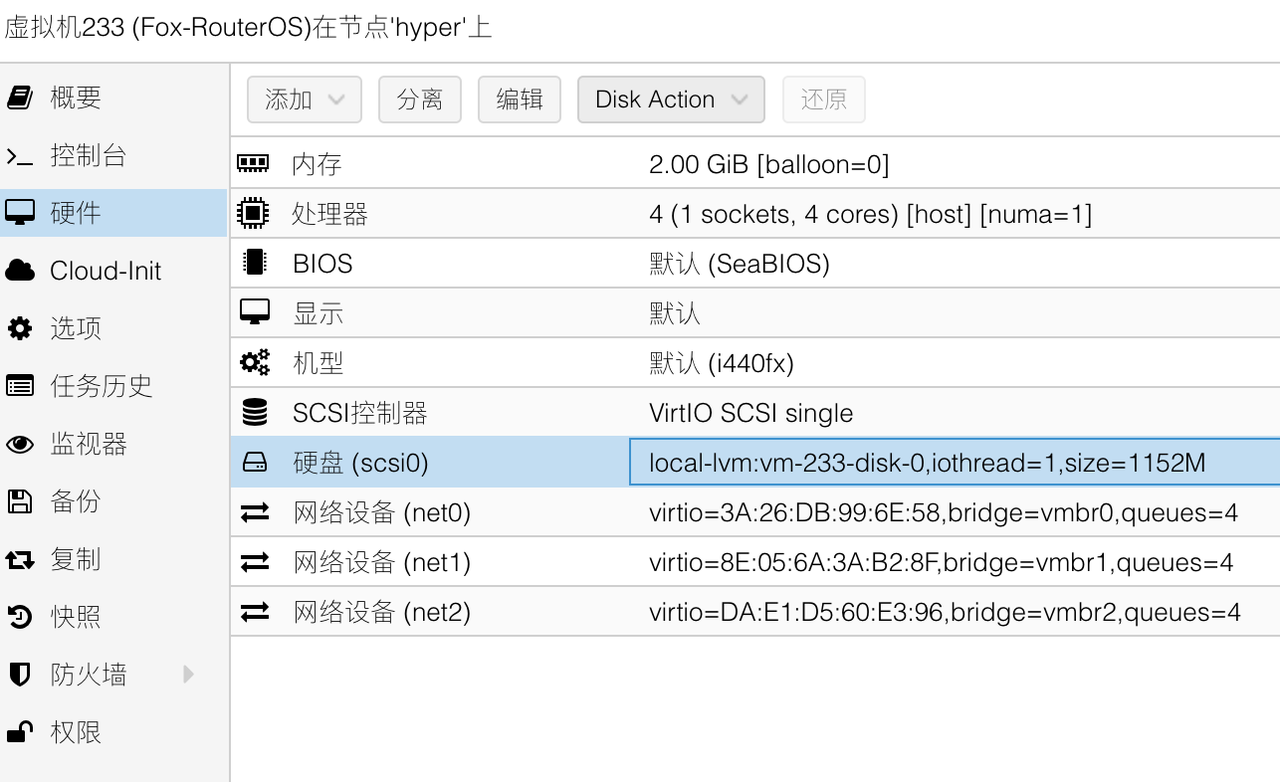 虚拟机233 (Fox-RouterOS)在节点'hyper'上
概要
控制台
硬件
Cloud-Init
选项
任务历史
监视器
备份
复制
快照
防火墙
权限
添加 分离 编辑 Disk Action 还原
内存 2.00 GiB [balloon=0]
处理器 4 (1 sockets, 4 cores) [host] [numa=1]
BIOS 默认 (SeaBIOS)
显示 默认
机型 默认 (i440fx)
SCSI控制器 VirtIO SCSI single
硬盘 (scsi0) local-lvm:vm-233-disk-0,iothread=1,size=1152M
网络设备 (net0) virtio=3A:26:DB:99:6E:58,bridge=vmbr0,queues=4
网络设备 (net1) virtio=8E:05:6A:3A:B2:8F,bridge=vmbr1,queues=4
网络设备 (net2) virtio=DA:E1:D5:60:E3:96,bridge=vmbr2,queues=4